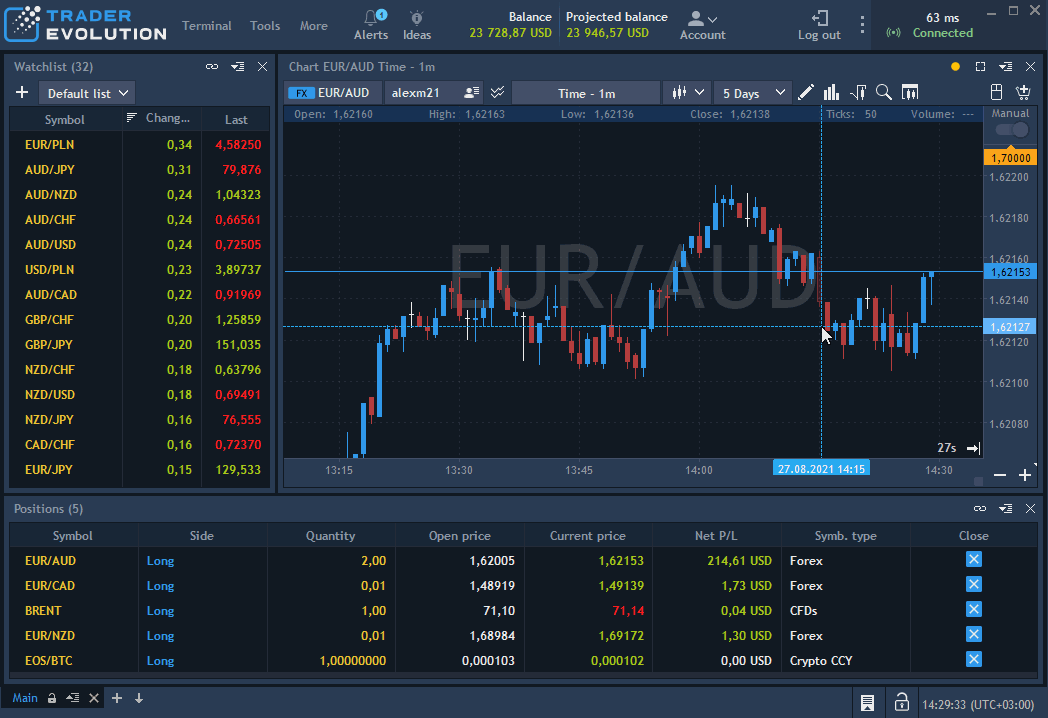 TRADER
EVOLUTION
Terminal Tools More Alerts 1 Ideas
Balance
23 728,87 USD
Projected balance
23 946,57 USD
Account
Log out
63 ms
Connected
Watchlist (32)
Default list
Symbol Chang... Last
EUR/PLN 0,34 4,58250
AUD/JPY 0,31 79,876
AUD/NZD 0,24 1,04323
AUD/CHF 0,24 0,66561
AUD/USD 0,24 0,72505
USD/PLN 0,23 3,89737
AUD/CAD 0,22 0,91969
GBP/CHF 0,20 1,25859
GBP/JPY 0,20 151,035
NZD/CHF 0,18 0,63796
NZD/USD 0,18 0,69491
NZD/JPY 0,16 76,555
CAD/CHF 0,16 0,72370
EUR/JPY 0,15 129,533
Chart EUR/AUD Time - 1m
FX EUR/AUD alexm21 Time - 1m 5 Days
Open: 1,62160 High: 1,62163 Low: 1,62136 Close: 1,62138 Ticks: 50 Volume: ---
Manual
EUR/AUD
1,70000
1,62200
1,62180
1,62160
1,62153
1,62140
1,62127
1,62120
1,62100
1,62080
27s
13:15 13:30 13:45 14:00 27.08.2021 14:15 14:30
Positions (5)
Symbol Side Quantity Open price Current price Net P/L Symb. type Close
EUR/AUD Long 2,00 1,62005 1,62153 214,61 USD Forex
EUR/CAD Long 0,01 1,48919 1,49139 1,73 USD Forex
BRENT Long 1,00 71,10 71,14 0,04 USD CFDs
EUR/NZD Long 0,01 1,68984 1,69172 1,30 USD Forex
EOS/BTC Long 1,00000000 0,000103 0,000102 0,00 USD Crypto CCY
Main
14:29:33 (UTC+03:00)